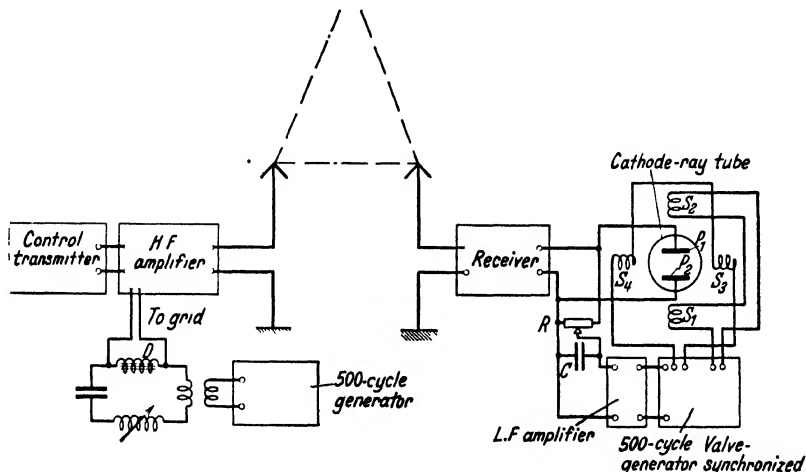 Control
transmitter
HF
amplifier
To grid
D
500-cycle
generator
Receiver
Cathode-ray tube
S2
P1
P2
S4
S3
S1
R
C
L.F amplifier
500-cycle Valve-
generator synchronized